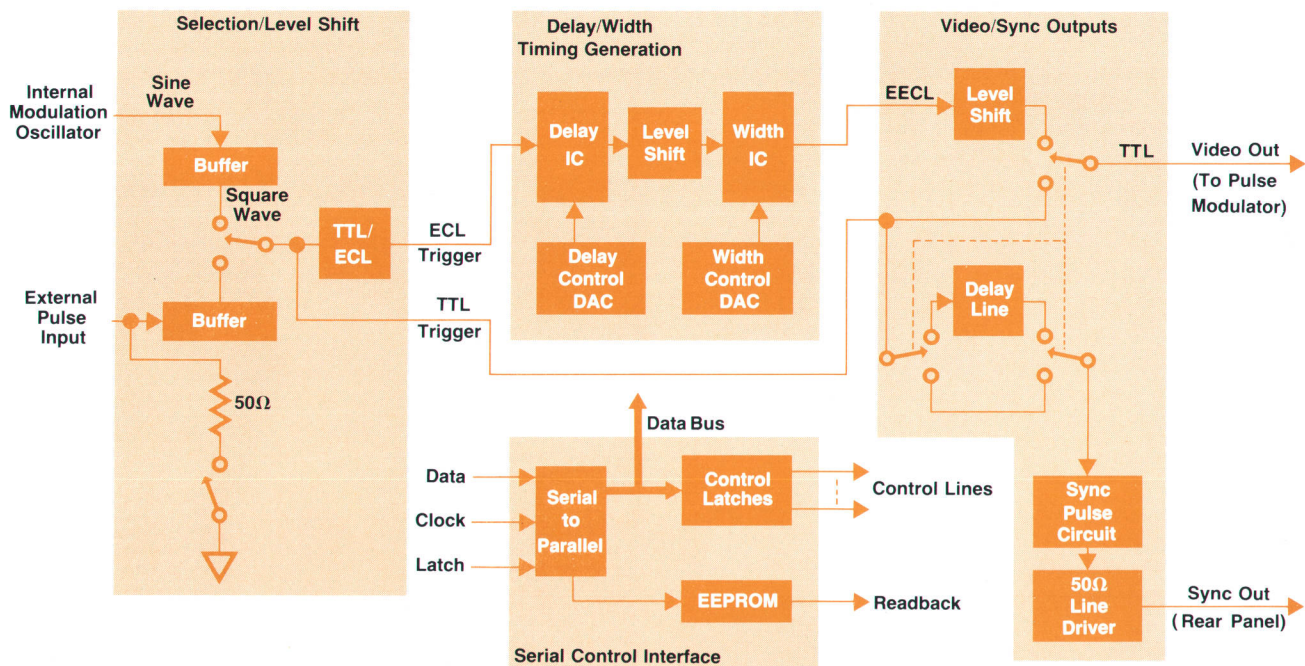 Selection/Level Shift
Internal
Modulation
Oscillator
Sine
Wave
Buffer
Square
Wave
TTL/
ECL
External
Pulse
Input
Buffer
50Ω
ECL
Trigger
TTL
Trigger
Delay/Width
Timing Generation
Delay
IC
Level
Shift
Width
IC
Delay
Control
DAC
Width
Control
DAC
Video/Sync Outputs
EECL
Level
Shift
TTL
Video Out
(To Pulse
Modulator)
Delay
Line
Sync
Pulse
Circuit
50Ω
Line
Driver
Sync Out
(Rear Panel)
Data Bus
Data
Clock
Latch
Serial
to
Parallel
Control
Latches
Control Lines
EEPROM
Readback
Serial Control Interface